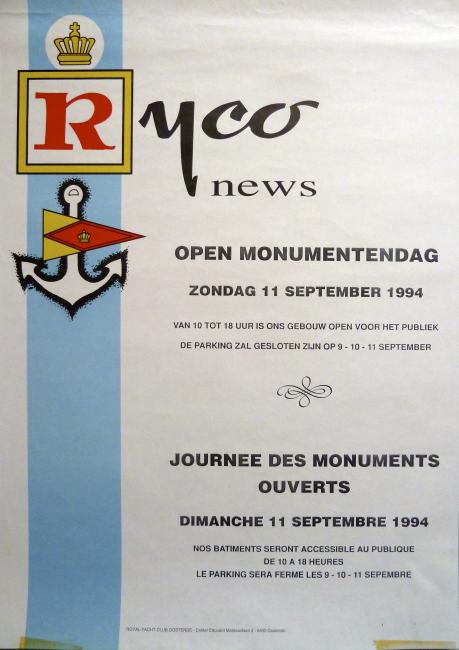 Ryco
news
OPEN MONUMENTENDAG
ZONDAG 11 SEPTEMBER 1994
VAN 10 TOT 18 UUR IS ONS GEBOUW OPEN VOOR HET PUBLIEK
DE PARKING ZAL GESLOTEN ZIJN OP 9 - 10 - 11 SEPTEMBER
JOURNEE DES MONUMENTS
OUVERTS
DIMANCHE 11 SEPTEMBRE 1994
NOS BATIMENTS SERONT ACCESSIBLE AU PUBLIQUE
DE 10 A 18 HEURES
LE PARKING SERA FERME LES 9 - 10 - 11 SEPEMBRE
ROYAL-YACHT-CLUB OOSTENDE - 8400 Oostende